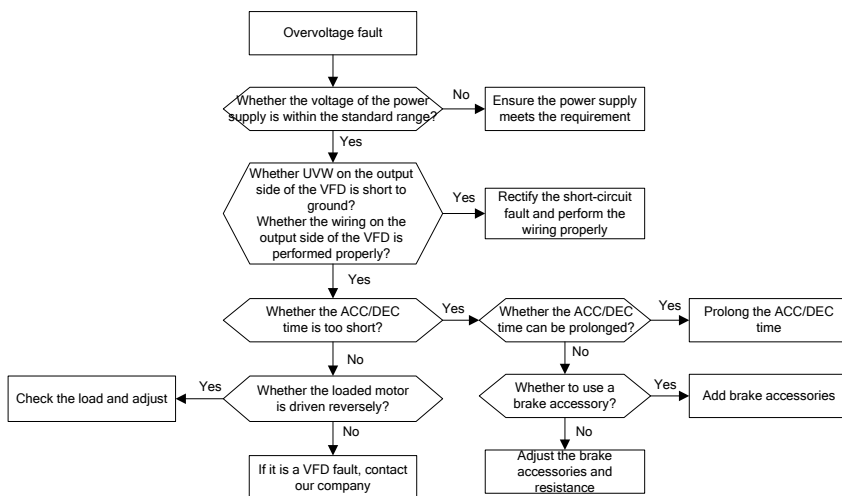 Overvoltage fault
Whether the voltage of the power
supply is within the standard range?
No
Ensure the power supply
meets the requirement
Yes
Whether UVW on the output
side of the VFD is short to
ground?
Whether the wiring on the
output side of the VFD is
performed properly?
Yes
Rectify the short-circuit
fault and perform the
wiring properly
Yes
Whether the ACC/DEC
time is too short?
Yes
Whether the ACC/DEC
time can be prolonged?
Yes
Prolong the ACC/DEC
time
No
No
Check the load and adjust
Yes
Whether the loaded motor
is driven reversely?
Whether to use a
brake accessory?
Yes
Add brake accessories
No
No
If it is a VFD fault, contact
our company
Adjust the brake
accessories and
resistance